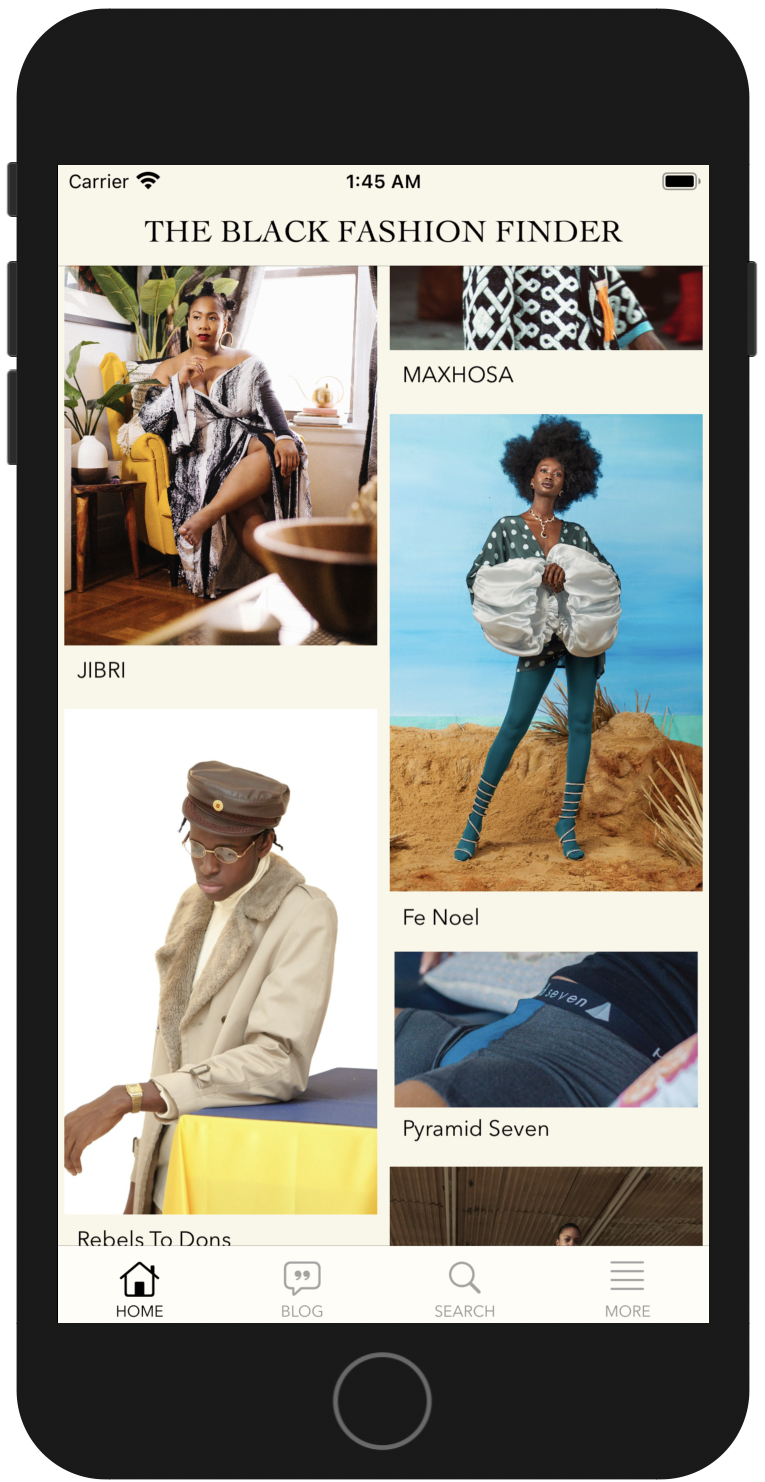 Carrier 1:45 AM
THE BLACK FASHION FINDER
MAXHOSA
JIBRI
Fe Noel
seven
Pyramid Seven
Rebels To Dons
HOME BLOG SEARCH MORE